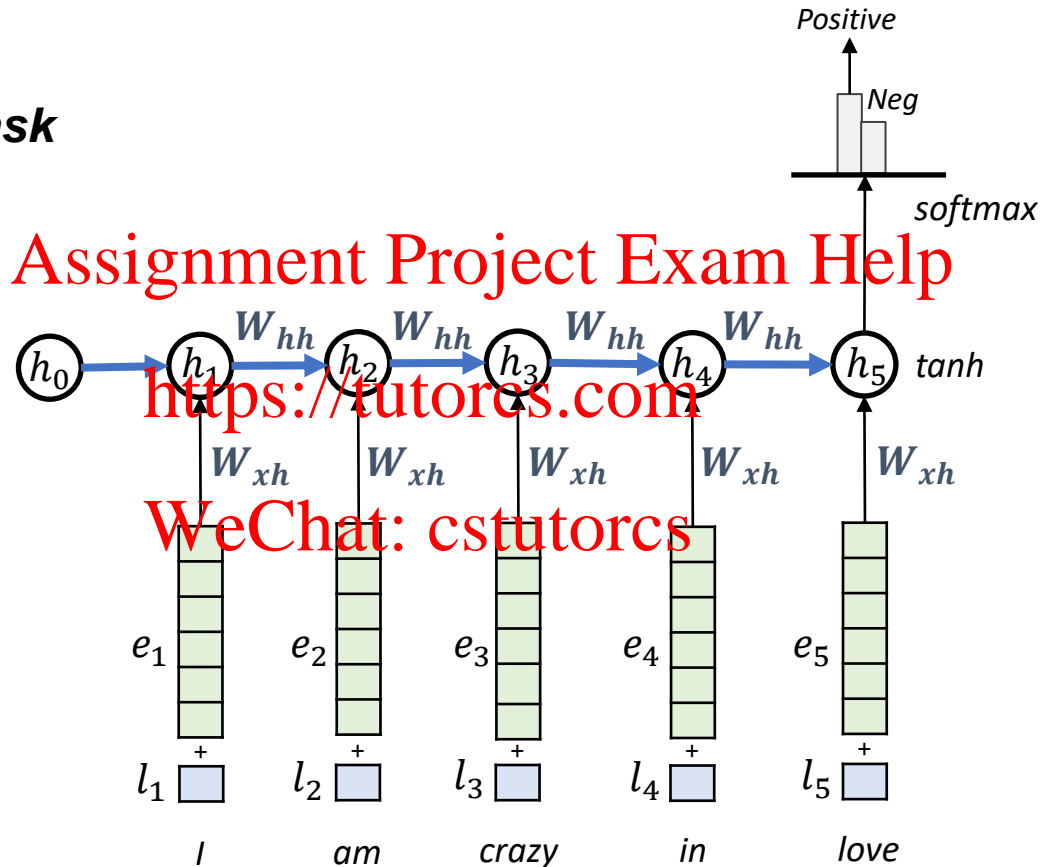 Positive
Neg
sk
softmax
Assignment Project Exam Help
W_hh W_hh W_hh W_hh
h_0 h_1 h_2 h_3 h_4 h_5 tanh
https://tutorcs.com
W_xh W_xh W_xh W_xh W_xh
WeChat: cstutorcs
e_1 e_2 e_3 e_4 e_5
+ + + + +
l_1 l_2 l_3 l_4 l_5
I am crazy in love